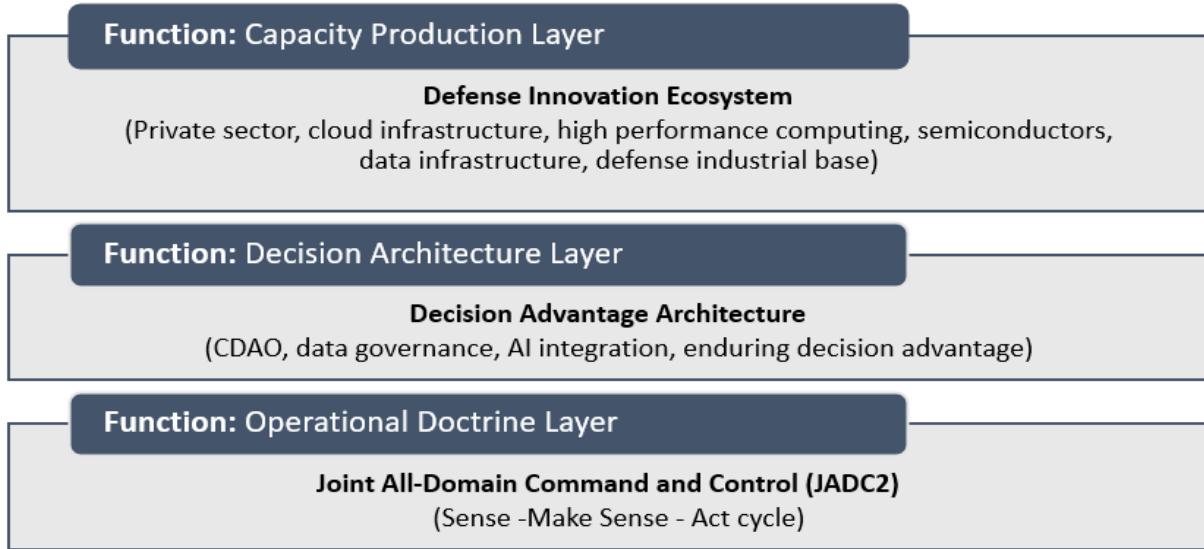 Function: Capacity Production Layer
Defense Innovation Ecosystem
(Private sector, cloud infrastructure, high performance computing, semiconductors,
data infrastructure, defense industrial base)
Function: Decision Architecture Layer
Decision Advantage Architecture
(CDAO, data governance, AI integration, enduring decision advantage)
Function: Operational Doctrine Layer
Joint All-Domain Command and Control (JADC2)
(Sense -Make Sense - Act cycle)